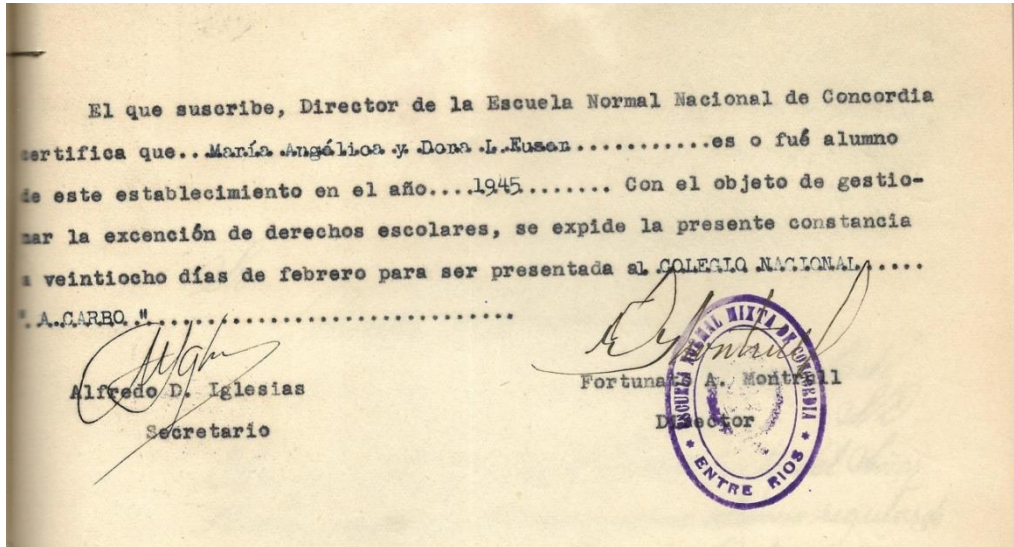 El que suscribe, Director de la Escuela Normal Nacional de Concordia
certifica que..María Angélica y Dona L.Eusen............es o fué alumno
de este establecimiento en el año....1945....... Con el objeto de gestio-
nar la excención de derechos escolares, se expide la presente constancia
a veintiocho días de febrero para ser presentada al COLEGIO NACIONAL.....
".A.CARBO."................................
Alfredo D. Iglesias
Secretario
Fortunato A. Montrull
Director
ESCUELA NORMAL MIXTA DE CONCORDIA
* ENTRE RIOS *